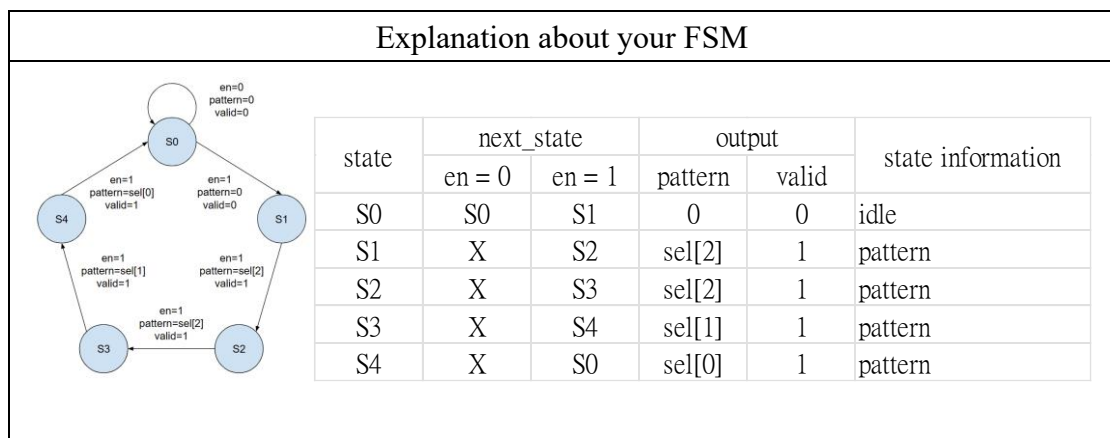 Explanation about your FSM
en=0
pattern=0
valid=0
S0
en=1
pattern=sel[0]
valid=1
en=1
pattern=0
valid=0
S4
S1
en=1
pattern=sel[1]
valid=1
en=1
pattern=sel[2]
valid=1
en=1
pattern=sel[2]
valid=1
S3
S2
state next_state output state information
en = 0 en = 1 pattern valid
S0 S0 S1 0 0 idle
S1 X S2 sel[2] 1 pattern
S2 X S3 sel[2] 1 pattern
S3 X S4 sel[1] 1 pattern
S4 X S0 sel[0] 1 pattern